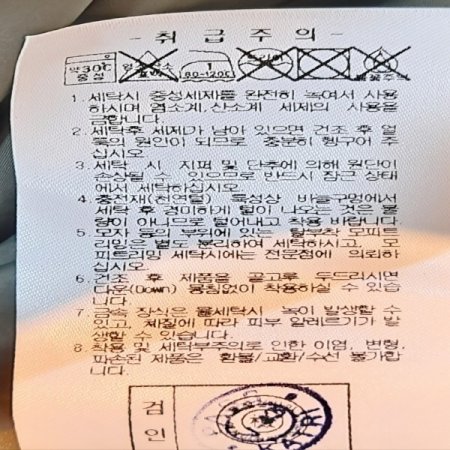 - 취 급 주 의 -
약30℃
중성
80-120℃
1. 세탁시 중성세제를 완전히 녹여서 사용
하시며 염소계,산소계 세제의 사용을
금합니다.
2. 세탁후 세제가 남아 있으면 건조 후 얼
룩의 원인이 되므로 충분히 헹구어 주
십시오.
3. 세탁 시, 지퍼 및 단추에 의해 원단이
손상될 수 있으므로 반드시 잠근 상태
에서 세탁하십시오.
4. 충전재(천연털) 특성상 바늘구멍에서
세탁 후 경미하게 털이 나오는 것은 불
량이 아니므로 털어내고 착용 바랍니다.
5. 모자 등의 부위에 있는 탈부착 모피트
리밍은 별도 분리하여 세탁하시고, 모
피트리밍 세탁시에는 전문점에 의뢰하
십시오.
6. 건조 후 제품을 골고루 두드리시면
다운(Down) 뭉침없이 착용하실 수 있습
니다.
7. 금속 장식은 물세탁시 녹이 발생할 수
있고, 체질에 따라 피부 알레르기가 발
생할 수 있습니다.
8. 착용 및 세탁부주의로 인한 이염, 변형,
파손된 제품은 환불/교환/수선 불가합
니다.
검
인
KATRI